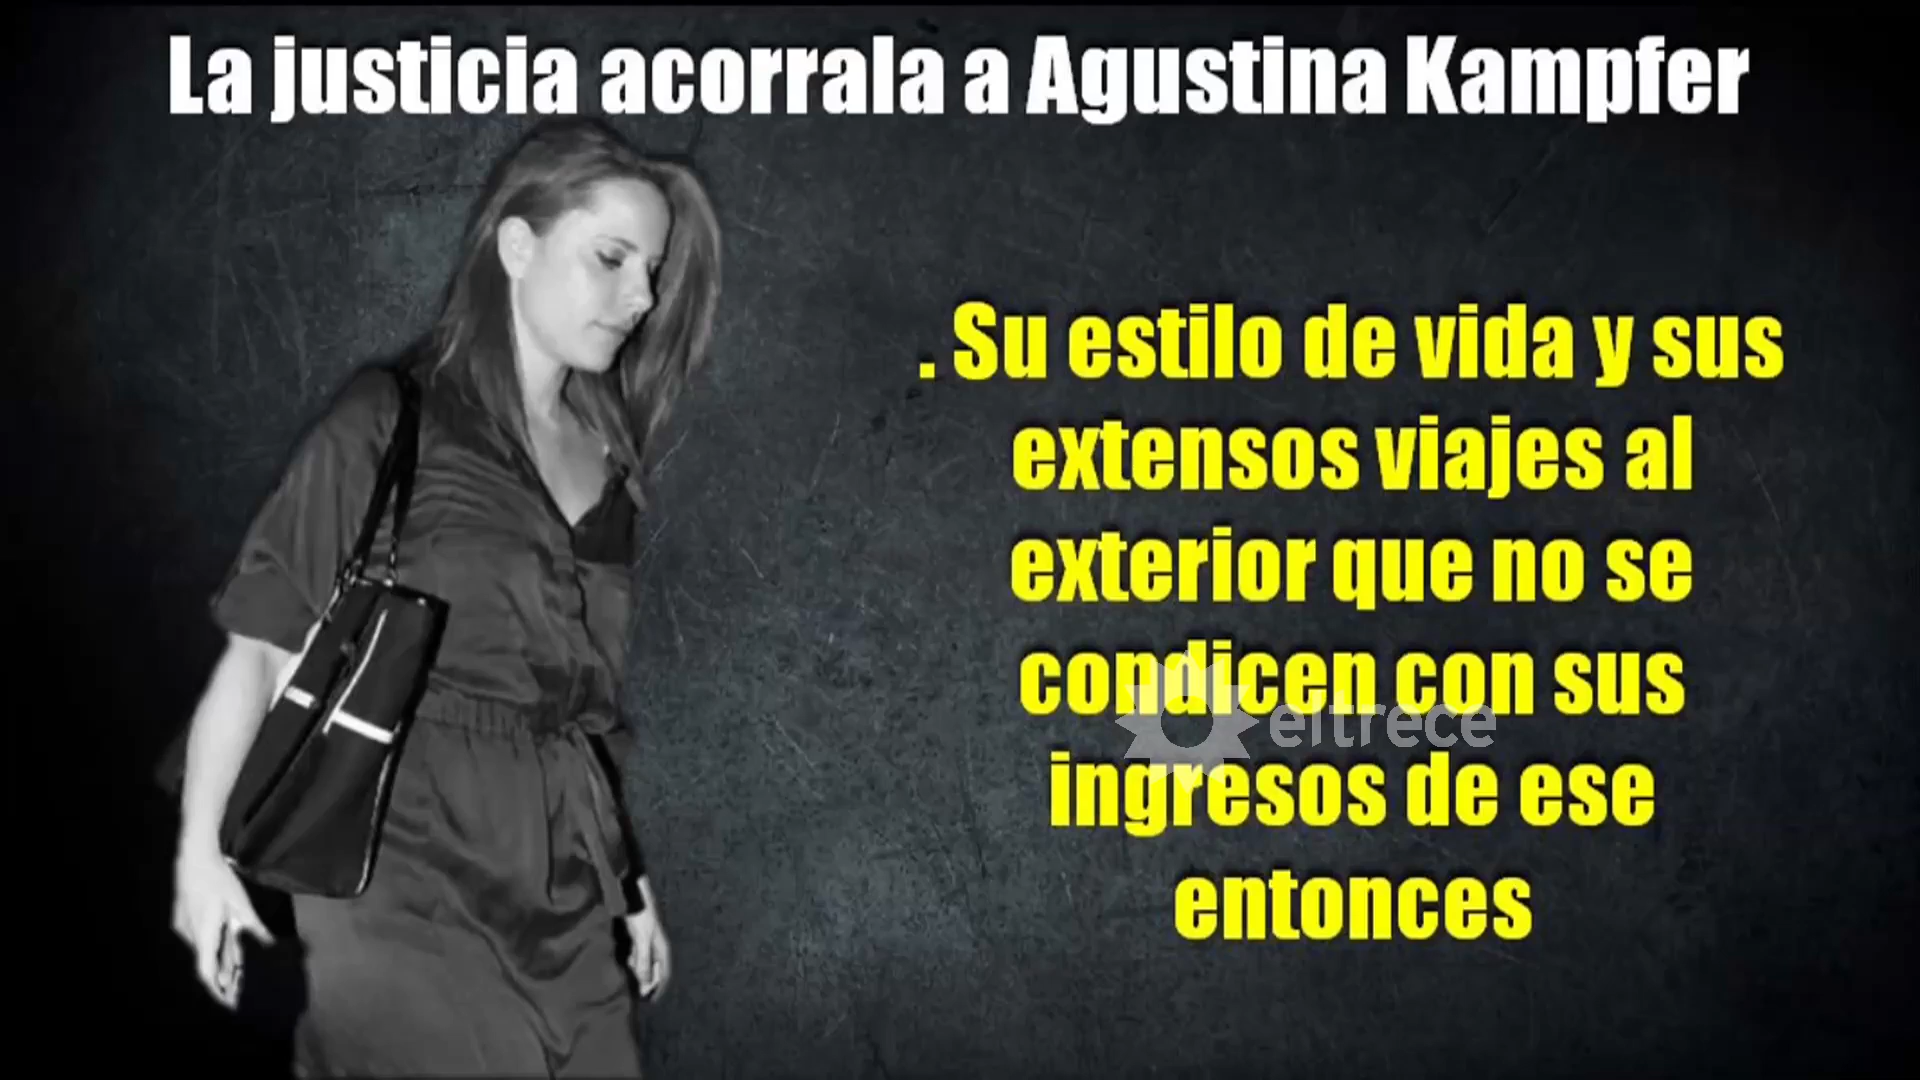 La justicia acorrala a Agustina Kampfer
. Su estilo de vida y sus
extensos viajes al
exterior que no se
condicen con sus
eltrece
ingresos de ese
entonces